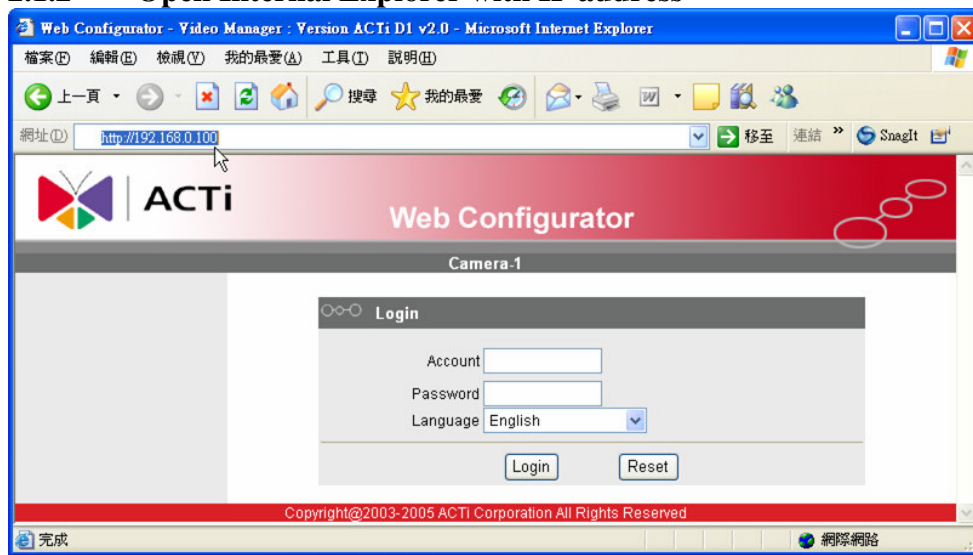 Open Internal Explorer with IP address
Web Configurator - Video Manager : Version ACTi D1 v2.0 - Microsoft Internet Explorer
檔案(F) 編輯(E) 檢視(V) 我的最愛(A) 工具(T) 說明(H)
上一頁 搜尋 我的最愛
網址(D) http://192.168.0.100 移至 連結 » SnagIt
ACTi
Web Configurator
Camera-1
Login
Account
Password
Language English
Login Reset
Copyright@2003-2005 ACTi Corporation All Rights Reserved
完成 網際網路